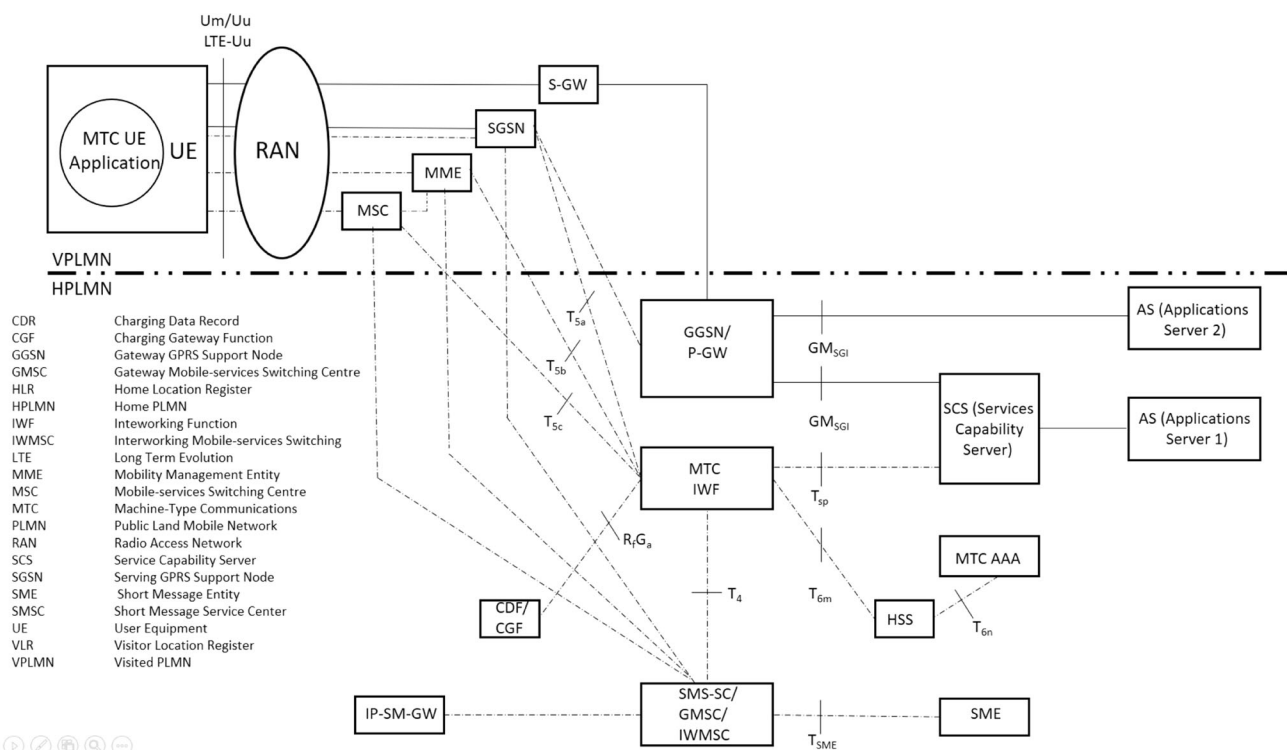 Um/Uu
LTE-Uu
S-GW
SGSN
MTC UE
Application
UE
RAN
MME
MSC
VPLMN
HPLMN
CDR Charging Data Record
CGF Charging Gateway Function
GGSN Gateway GPRS Support Node
GMSC Gateway Mobile-services Switching Centre
HLR Home Location Register
HPLMN Home PLMN
IWF Inteworking Function
IWMSC Interworking Mobile-services Switching
LTE Long Term Evolution
MME Mobility Management Entity
MSC Mobile-services Switching Centre
MTC Machine-Type Communications
PLMN Public Land Mobile Network
RAN Radio Access Network
SCS Service Capability Server
SGSN Serving GPRS Support Node
SME Short Message Entity
SMSC Short Message Service Center
UE User Equipment
VLR Visitor Location Register
VPLMN Visited PLMN
T5a
T5b
T5c
GGSN/
P-GW
GMSGI
AS (Applications
Server 2)
GMSGI
SCS (Services
Capability
Server)
AS (Applications
Server 1)
MTC
IWF
Tsp
RfGa
T4
T6m
MTC AAA
CDF/
CGF
HSS
T6n
IP-SM-GW
SMS-SC/
GMSC/
IWMSC
TSME
SME